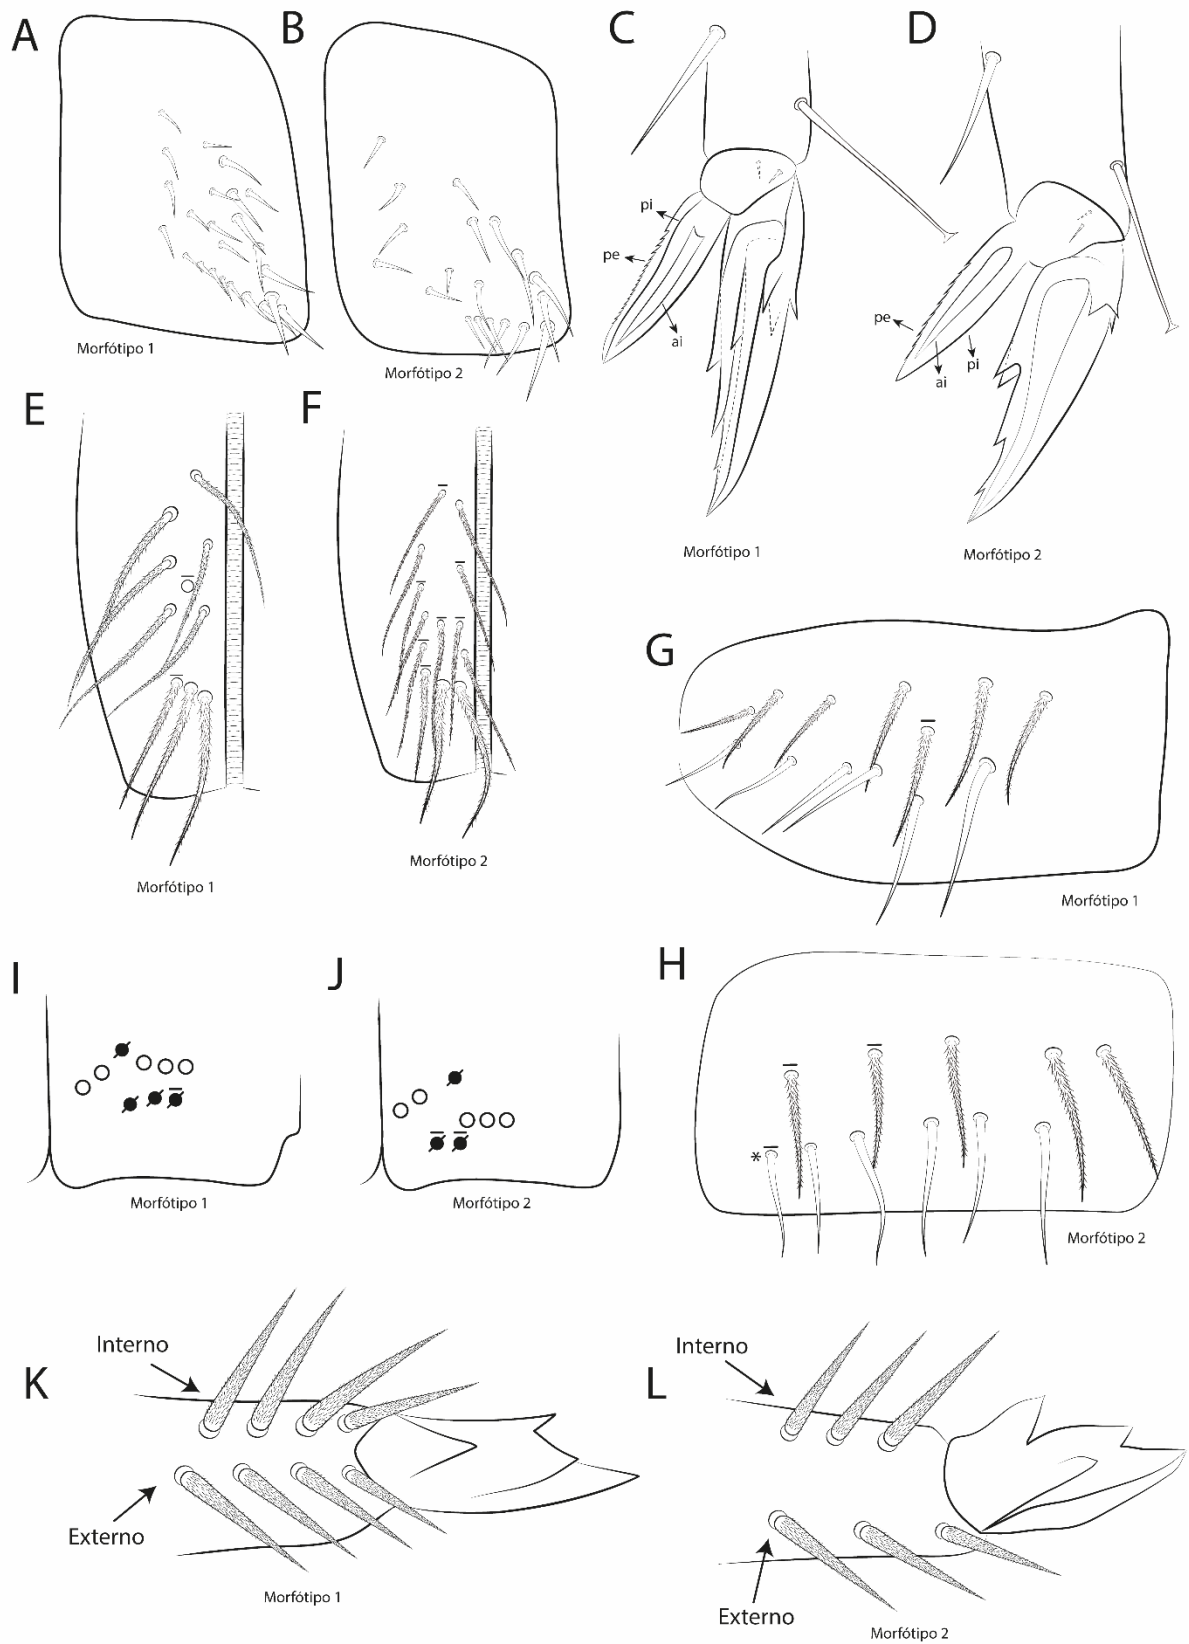 A
B
C
D
pi
pe
ai
pe
ai
pi
Morfótipo 1
Morfótipo 2
Morfótipo 1
Morfótipo 2
E
F
G
Morfótipo 1
Morfótipo 2
Morfótipo 1
I
J
H
*
Morfótipo 1
Morfótipo 2
Morfótipo 2
Interno
K
Externo
Morfótipo 1
Interno
L
Externo
Morfótipo 2